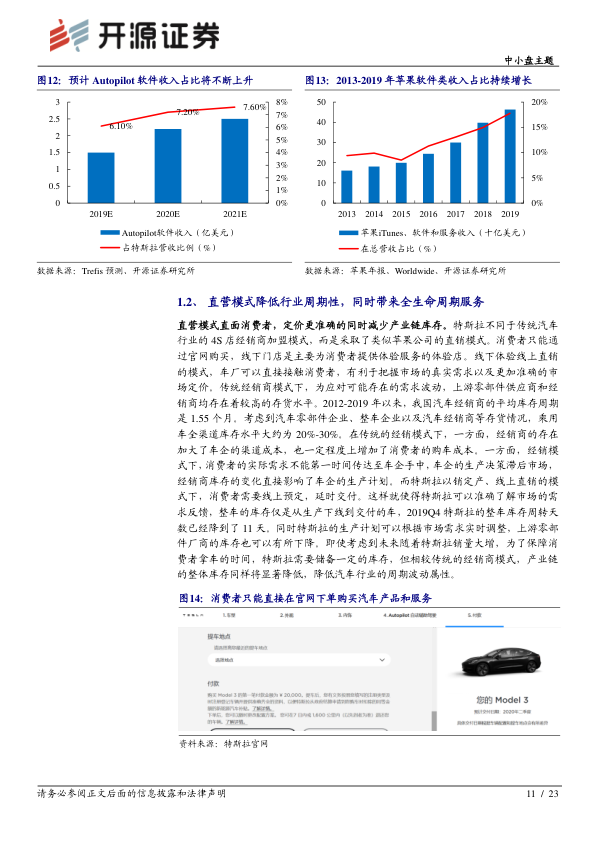 开源证券
中小盘主题
图12：预计 Autopilot 软件收入占比将不断上升
3
2.5
2
1.5
1
0.5
0
8%
7%
6%
5%
4%
3%
2%
1%
0%
6.10%
7.20%
7.60%
2019E 2020E 2021E
Autopilot软件收入（亿美元）
占特斯拉营收比例（%）
数据来源：Trefis 预测、开源证券研究所
图13：2013-2019 年苹果软件类收入占比持续增长
50
40
30
20
10
0
20%
15%
10%
5%
0%
2013 2014 2015 2016 2017 2018 2019
苹果iTunes、软件和服务收入（十亿美元）
在总营收占比（%）
数据来源：苹果年报、Worldwide、开源证券研究所
1.2、 直营模式降低行业周期性，同时带来全生命周期服务
直营模式直面消费者，定价更准确的同时减少产业链库存。特斯拉不同于传统汽车
行业的 4S 店经销商加盟模式，而是采取了类似苹果公司的直销模式。消费者只能通
过官网购买，线下门店是主要为消费者提供体验服务的体验店。线下体验线上直销
的模式，车厂可以直接接触消费者，有利于把握市场的真实需求以及更加准确的市
场定价。传统经销商模式下，为应对可能存在的需求波动，上游零部件供应商和经
销商均存在着较高的存货水平。2012-2019 年以来，我国汽车经销商的平均库存周期
是 1.55 个月。考虑到汽车零部件企业、整车企业以及汽车经销商等存货情况，乘用
车全渠道库存水平大约为 20%-30%。在传统的经销模式下，一方面，经销商的存在
加大了车企的渠道成本，也一定程度上增加了消费者的购车成本。一方面，经销模
式下，消费者的实际需求不能第一时间传达至车企手中，车企的生产决策滞后市场，
经销商库存的变化直接影响了车企的生产计划。而特斯拉以销定产、线上直销的模
式下，消费者需要线上预定，延时交付。这样就使得特斯拉可以准确了解市场的需
求反馈，整车的库存仅是从生产下线到交付的车，2019Q4 特斯拉的整车库存周转天
数已经降到了 11 天。同时特斯拉的生产计划可以根据市场需求实时调整，上游零部
件厂商的库存也可以有所下降。即使考虑到未来随着特斯拉销量大增，为了保障消
费者拿车的时间，特斯拉需要储备一定的库存，但相较传统的经销商模式，产业链
的整体库存同样将显著降低，降低汽车行业的周期波动属性。
图14：消费者只能直接在官网下单购买汽车产品和服务
TESLA 1.车型 2.外观 3.内饰 4.Autopilot 自动辅助驾驶 5.付款
提车地点
选择地点
付款
您的 Model 3
资料来源：特斯拉官网
请务必参阅正文后面的信息披露和法律声明
11 / 23